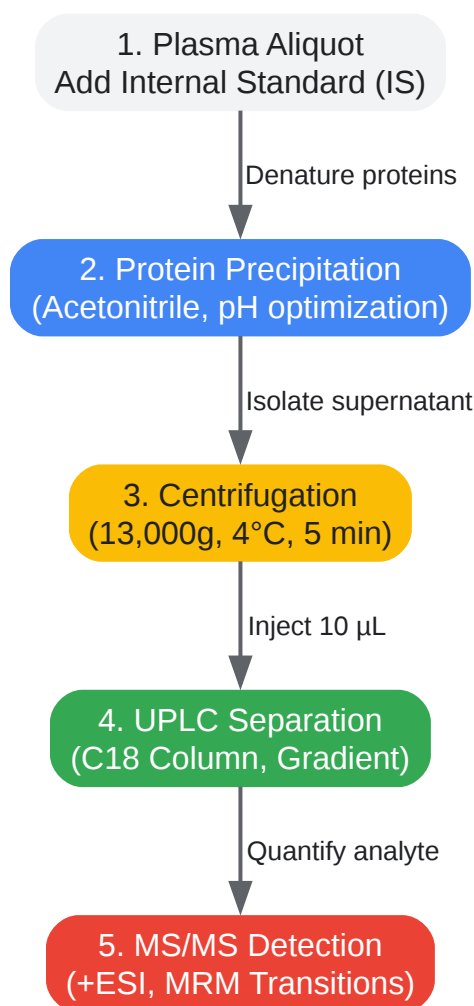 1. Plasma Aliquot
Add Internal Standard (IS)
Denature proteins
2. Protein Precipitation
(Acetonitrile, pH optimization)
Isolate supernatant
3. Centrifugation
(13,000g, 4°C, 5 min)
Inject 10 µL
4. UPLC Separation
(C18 Column, Gradient)
Quantify analyte
5. MS/MS Detection
(+ESI, MRM Transitions)